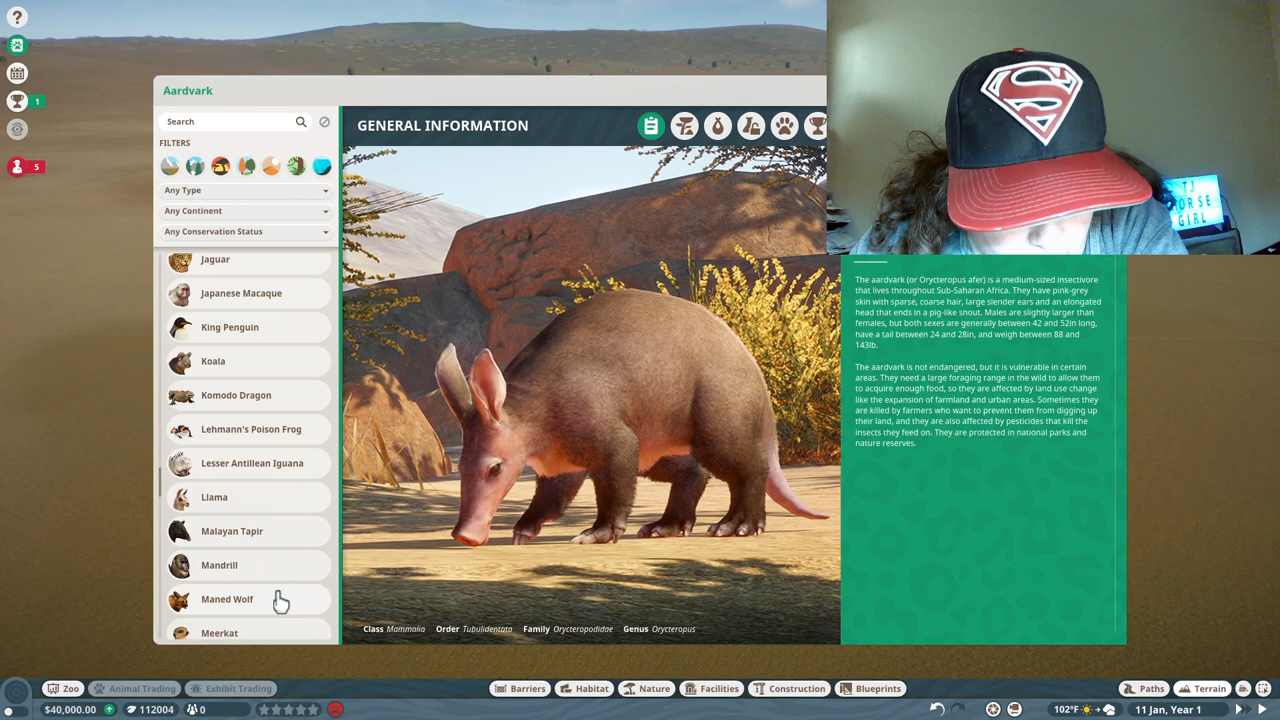 ?
Aardvark
Search
FILTERS
Any Type
Any Continent
Any Conservation Status
1
5
Jaguar
Japanese Macaque
King Penguin
Koala
Komodo Dragon
Lehmann's Poison Frog
Lesser Antillean Iguana
Llama
Malayan Tapir
Mandrill
Maned Wolf
Meerkat
GENERAL INFORMATION
S
TJ
HORSE
GIRL
The aardvark (or Orycteropus afer) is a medium-sized insectivore
that lives throughout Sub-Saharan Africa. They have pink-grey
skin with sparse, coarse hair, large slender ears and an elongated
head that ends in a pig-like snout. Males are slightly larger than
females, but both sexes are generally between 42 and 52in long,
have a tail between 24 and 28in, and weigh between 88 and
143lb.
The aardvark is not endangered, but it is vulnerable in certain
areas. They need a large foraging range in the wild to allow them
to acquire enough food, so they are affected by land use change
like the expansion of farmland and urban areas. Sometimes they
are killed by farmers who want to prevent them from digging up
their land, and they are also affected by pesticides that kill the
insects they feed on. They are protected in national parks and
nature reserves.
Class Mammalia Order Tubulidentata Family Orycteropodidae Genus Orycteropus
Zoo Animal Trading Exhibit Trading Barriers Habitat Nature Facilities Construction Blueprints Paths Terrain
$40,000.00 112004 0 102°F 11 Jan, Year 1